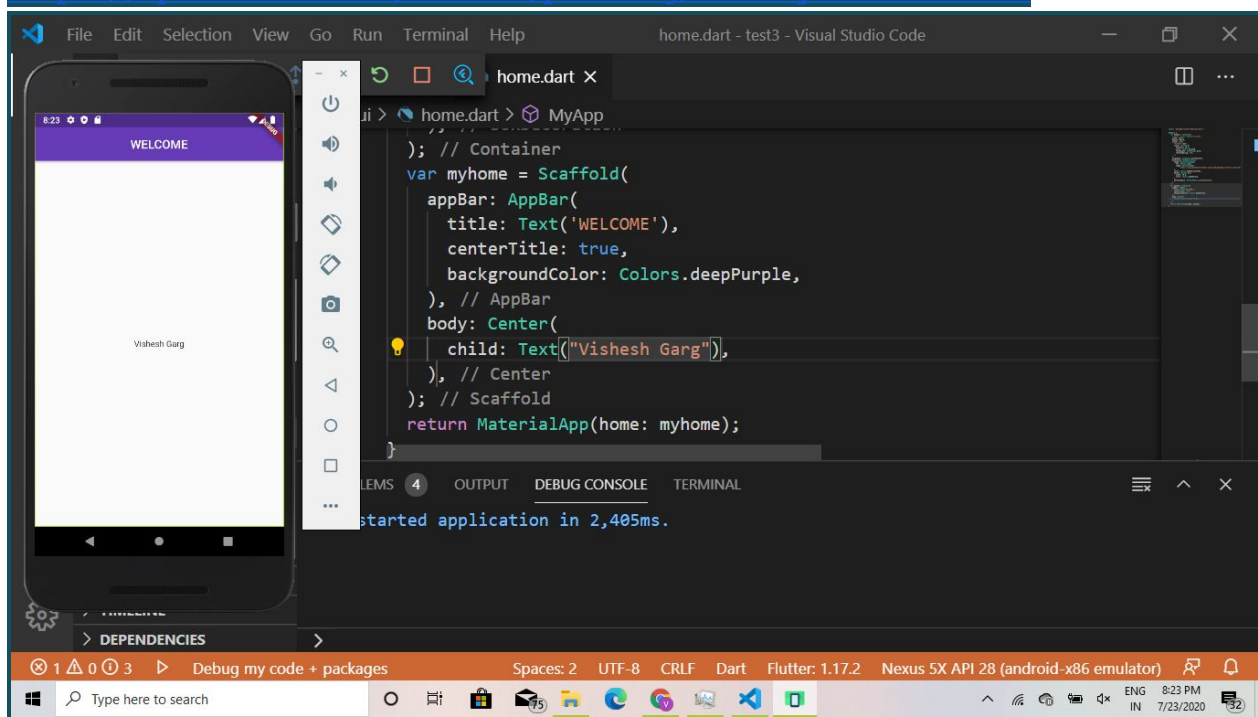 File Edit Selection View Go Run Terminal Help home.dart - test3 - Visual Studio Code
home.dart
ui > home.dart > MyApp
8:23
WELCOME
Vishesh Garg
); // Container
var myhome = Scaffold(
appBar: AppBar(
title: Text('WELCOME'),
centerTitle: true,
backgroundColor: Colors.deepPurple,
), // AppBar
body: Center(
child: Text("Vishesh Garg"),
), // Center
); // Scaffold
return MaterialApp(home: myhome);
}
LEMS 4 OUTPUT DEBUG CONSOLE TERMINAL
started application in 2,405ms.
> DEPENDENCIES
>
1 0 3 Debug my code + packages Spaces: 2 UTF-8 CRLF Dart Flutter: 1.17.2 Nexus 5X API 28 (android-x86 emulator)
Type here to search 75 ENG IN 8:23 PM 7/23/2020 32